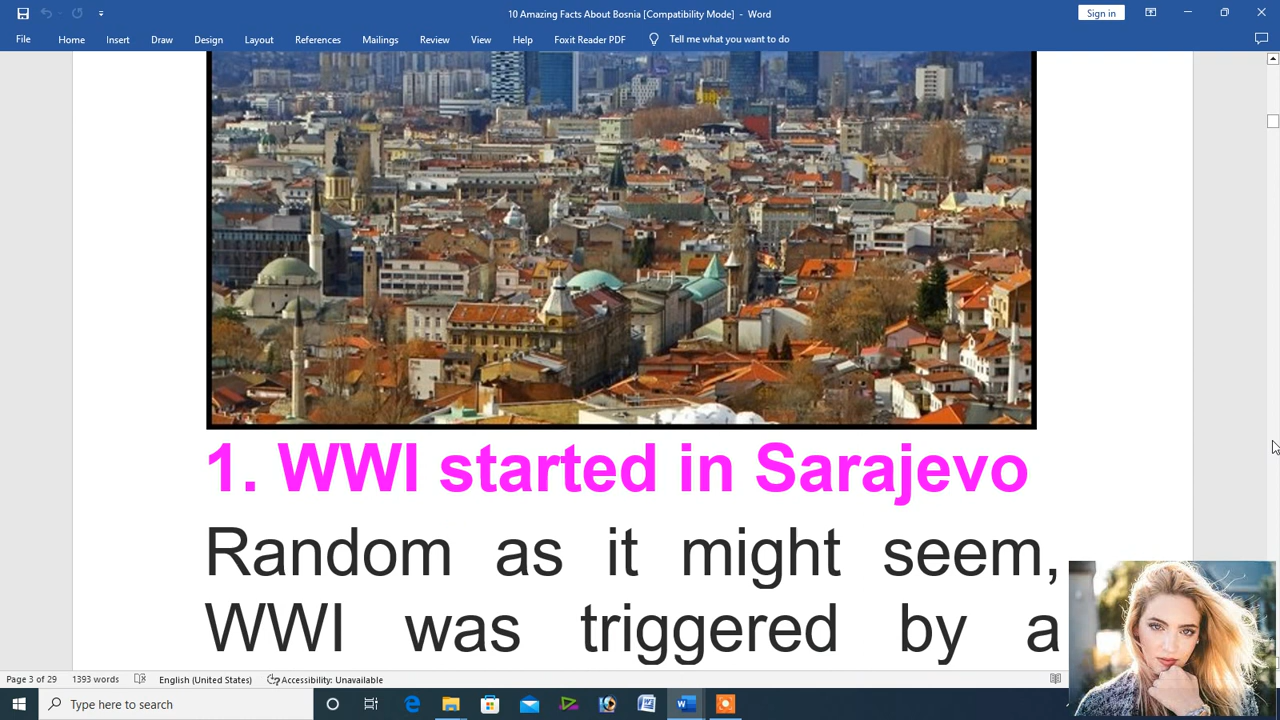 10 Amazing Facts About Bosnia [Compatibility Mode] - Word
Sign in
File Home Insert Draw Design Layout References Mailings Review View Help Foxit Reader PDF Tell me what you want to do
1. WWI started in Sarajevo
Random as it might seem,
WWI was triggered by a
Page 3 of 29 1393 words English (United States) Accessibility: Unavailable
Type here to search